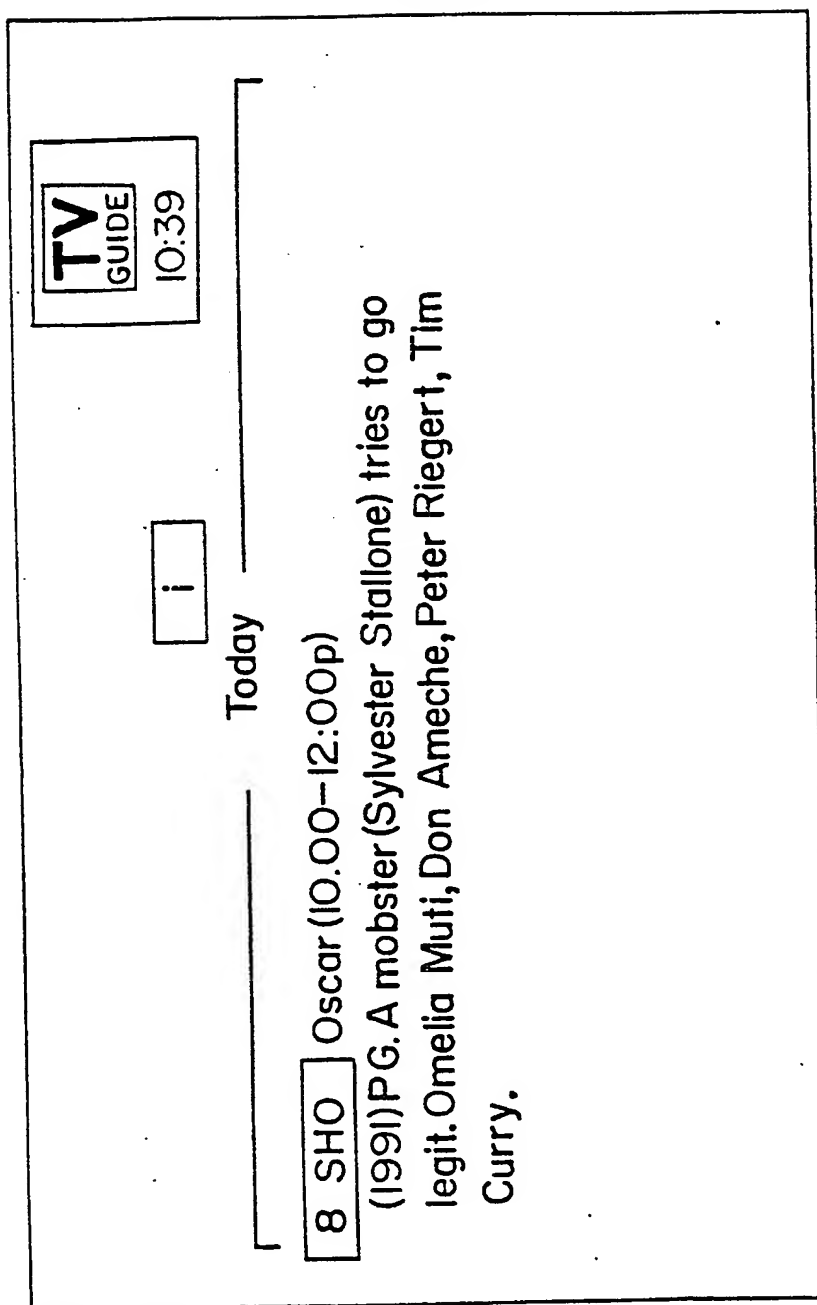 TV
GUIDE
10:39
i
Today
8 SHO Oscar (10.00-12:00p)
(1991)PG. A mobster (Sylvester Stallone) tries to go
legit. Omelia Muti, Don Ameche, Peter Riegert, Tim
Curry.